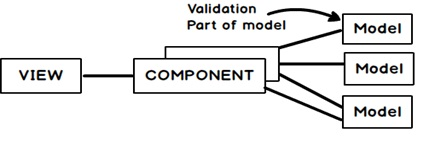 Validation
Part of model
Model
VIEW
COMPONENT
Model
Model